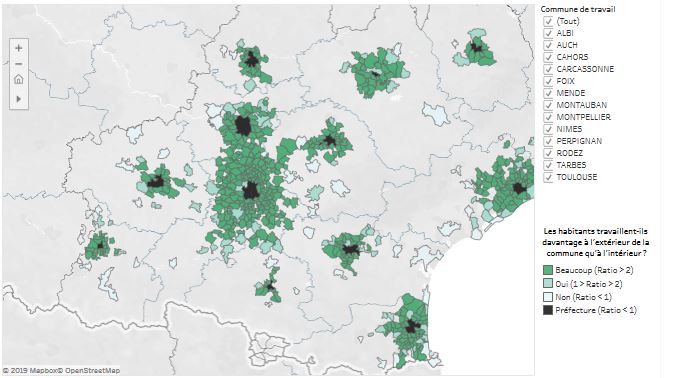 Commune de travail
(Tout)
ALBI
AUCH
CAHORS
CARCASSONNE
FOIX
MENDE
MONTAUBAN
MONTPELLIER
NIMES
PERPIGNAN
RODEZ
TARBES
TOULOUSE
Les habitants travaillent-ils
davantage à l'extérieur de la
commune qu'à l'intérieur ?
Beaucoup (Ratio > 2)
Oui (1 > Ratio > 2)
Non (Ratio < 1)
Préfecture (Ratio < 1)
© 2019 Mapbox© OpenStreetMap